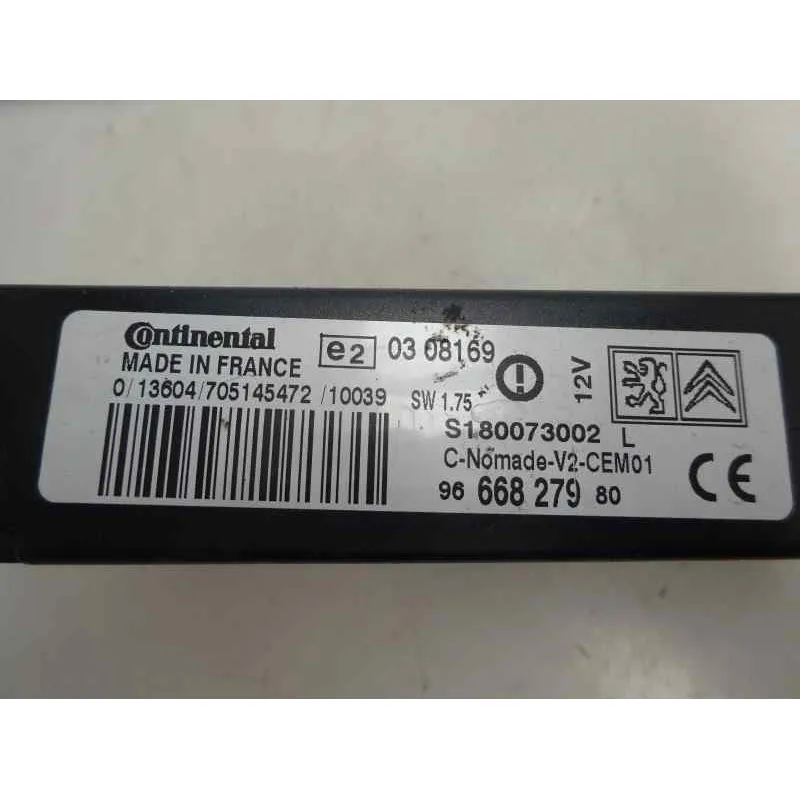 Continental
MADE IN FRANCE
e2 03 08169
0/13604/705145472 /10039
SW 1.75
12V
S180073002 L
C-Nomade-V2-CEM01
96 668 279 80
CE